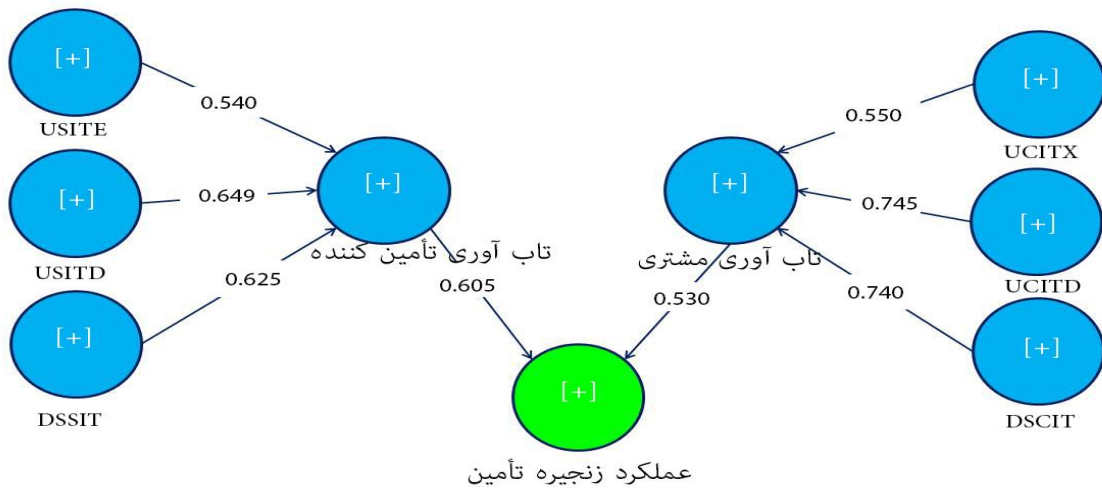 [+]
USITE
0.540
[+]
USITD
0.649
[+]
DSSIT
0.625
[+]
تاب آوری تأمین کننده
0.605
[+]
UCITX
0.550
[+]
UCITD
0.745
[+]
DSCIT
0.740
[+]
تاب آوری مشتری
0.530
[+]
عملکرد زنجیره تأمین